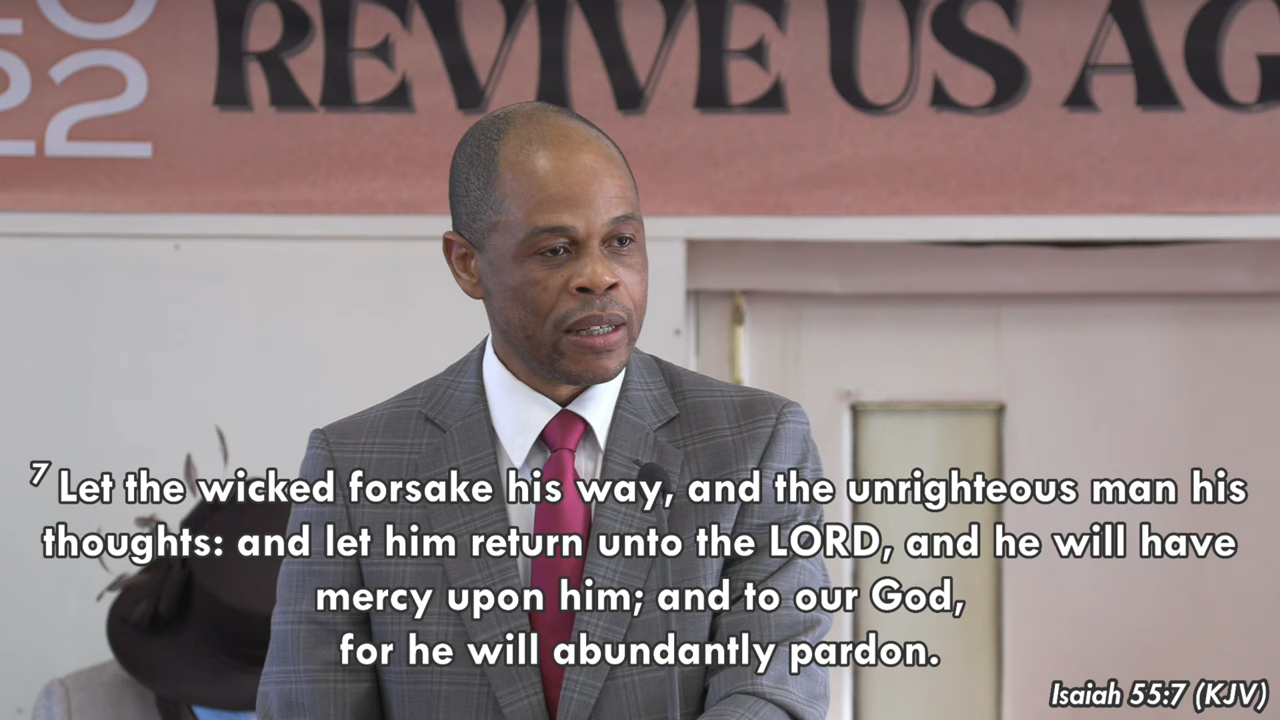 22
REVIVE US AG
7 Let the wicked forsake his way, and the unrighteous man his
thoughts: and let him return unto the LORD, and he will have
mercy upon him; and to our God,
for he will abundantly pardon.
Isaiah 55:7 (KJV)